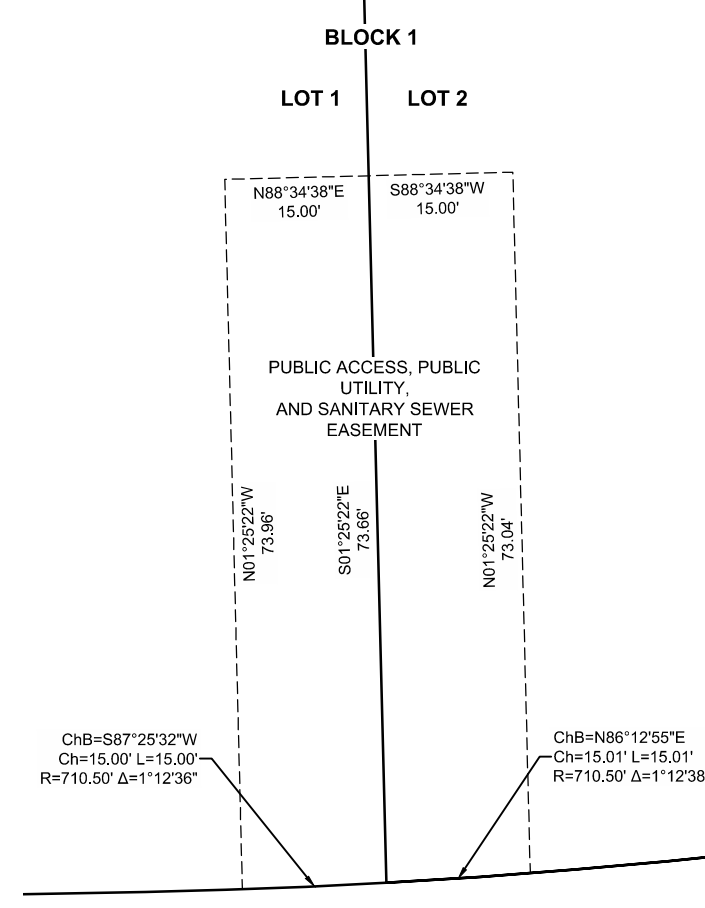 BLOCK 1
LOT 1
LOT 2
N88°34'38"E
15.00'
S88°34'38"W
15.00'
PUBLIC ACCESS, PUBLIC
UTILITY,
AND SANITARY SEWER
EASEMENT
N01°25'22"W
73.96'
S01°25'22"E
73.66'
N01°25'22"W
73.04'
ChB=S87°25'32"W
Ch=15.00' L=15.00'
R=710.50' Δ=1°12'36"
ChB=N86°12'55"E
Ch=15.01' L=15.01'
R=710.50' Δ=1°12'38